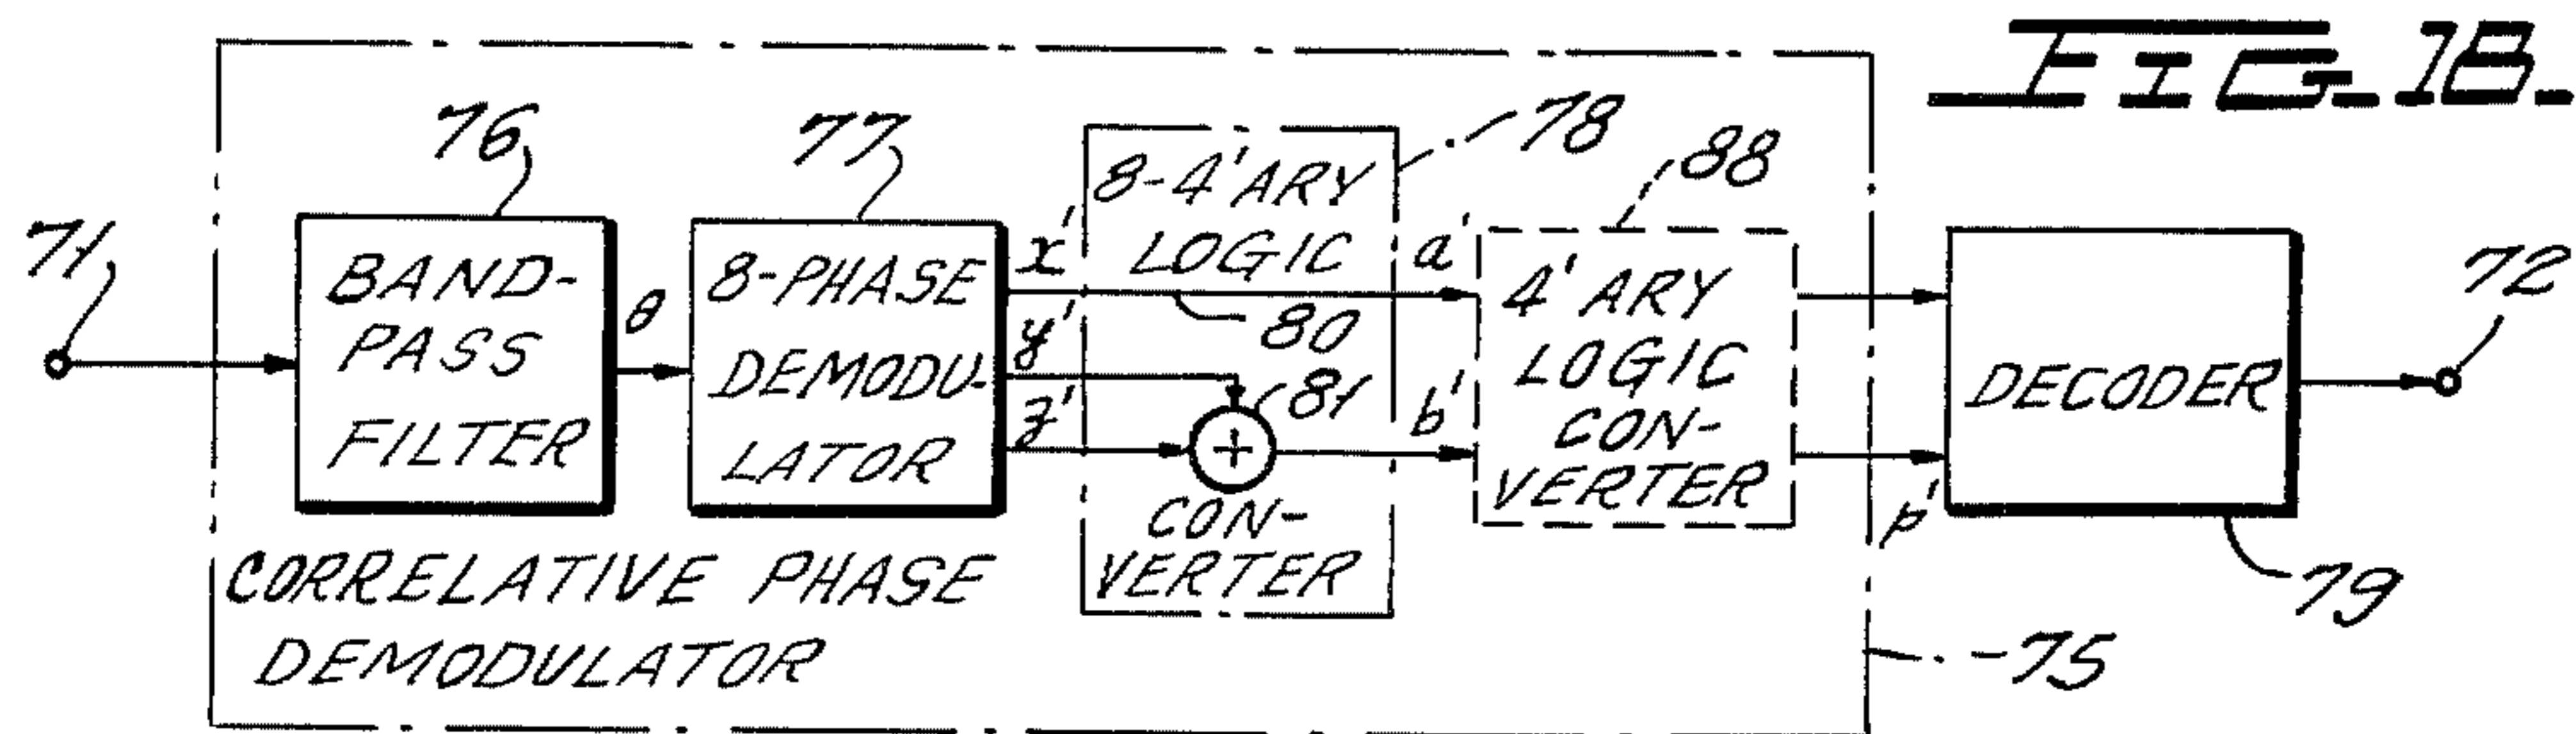 FIG-1B-
76
77
78
88
71
72
BAND-
PASS
FILTER
θ
8-PHASE
DEMODU-
LATOR
x'
y'
z'
8-4'ARY
LOGIC
80
81
CON-
VERTER
a'
b'
4'ARY
LOGIC
CON-
VERTER
p'
DECODER
79
CORRELATIVE PHASE
DEMODULATOR
75